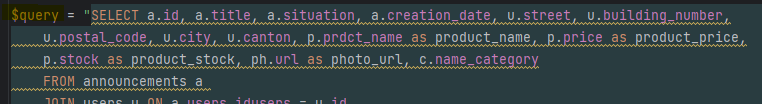 $query = "SELECT a.id, a.title, a.situation, a.creation_date, u.street, u.building_number,
u.postal_code, u.city, u.canton, p.prdct_name as product_name, p.price as product_price,
p.stock as product_stock, ph.url as photo_url, c.name_category
FROM announcements a
JOIN users u ON a.users_idusers = u.id